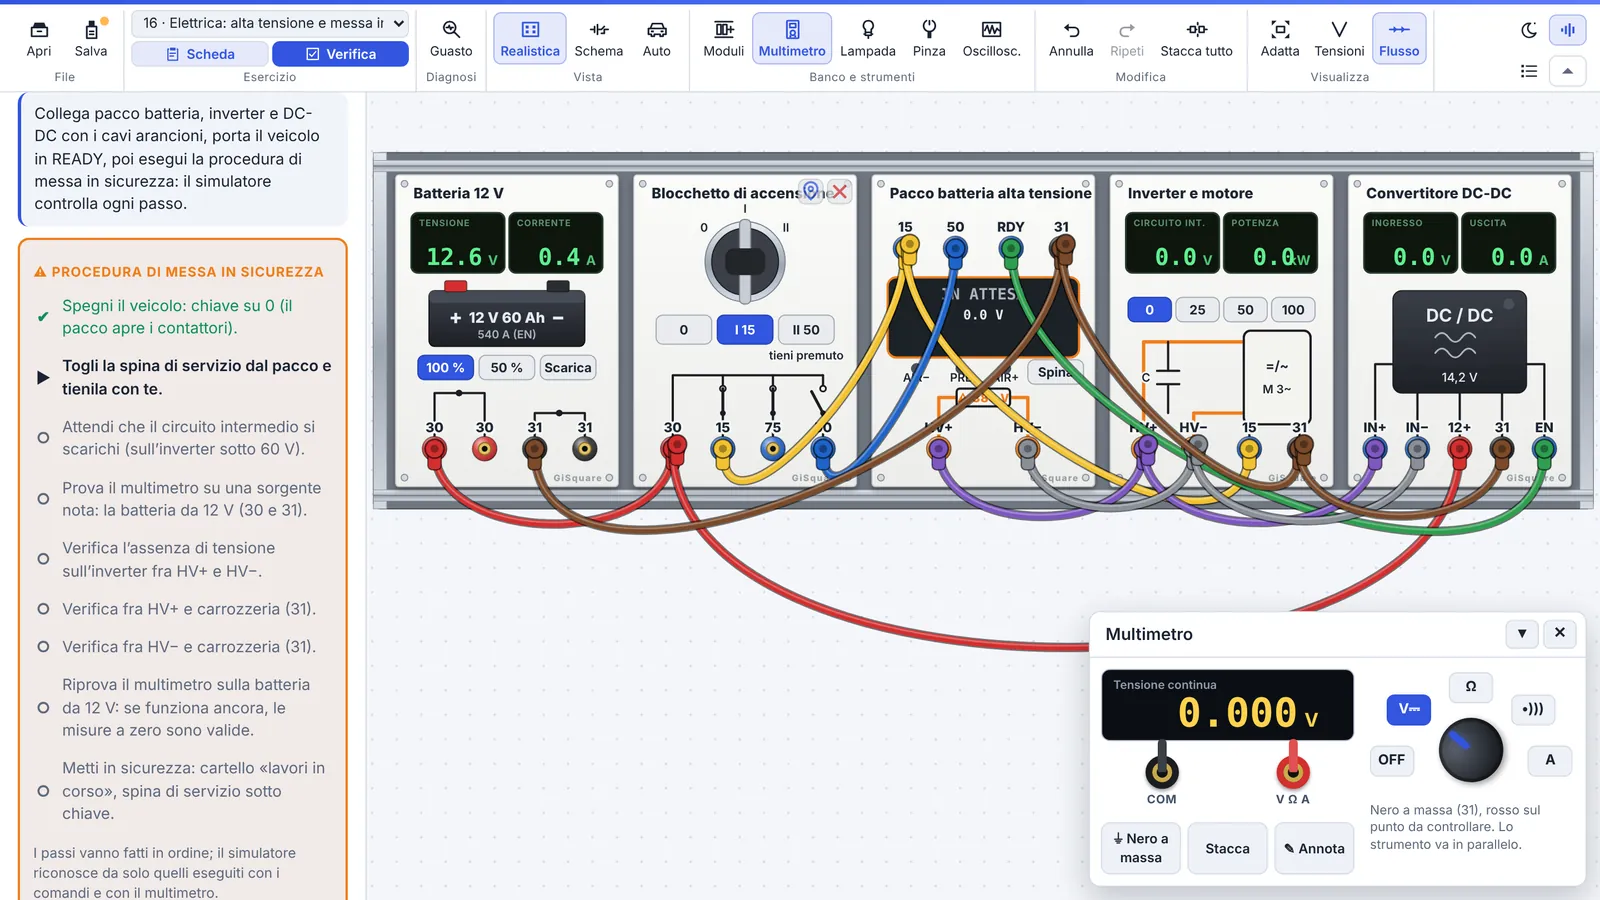 Apri
Salva
File
16 · Elettrica: alta tensione e messa ir
Scheda
Verifica
Esercizio
Guasto
Diagnosi
Realistica
Schema
Auto
Vista
Moduli
Multimetro
Lampada
Pinza
Oscillosc.
Banco e strumenti
Annulla
Ripeti
Stacca tutto
Modifica
Adatta
Tensioni
Flusso
Visualizza
Collega pacco batteria, inverter e DC-
DC con i cavi arancioni, porta il veicolo
in READY, poi esegui la procedura di
messa in sicurezza: il simulatore
controlla ogni passo.
PROCEDURA DI MESSA IN SICUREZZA
Spegni il veicolo: chiave su 0 (il
pacco apre i contattori).
Togli la spina di servizio dal pacco e
tienila con te.
Attendi che il circuito intermedio si
scarichi (sull’inverter sotto 60 V).
Prova il multimetro su una sorgente
nota: la batteria da 12 V (30 e 31).
Verifica l’assenza di tensione
sull’inverter fra HV+ e HV−.
Verifica fra HV+ e carrozzeria (31).
Verifica fra HV− e carrozzeria (31).
Riprova il multimetro sulla batteria
da 12 V: se funziona ancora, le
misure a zero sono valide.
Metti in sicurezza: cartello «lavori in
corso», spina di servizio sotto
chiave.
I passi vanno fatti in ordine; il simulatore
riconosce da solo quelli eseguiti con i
comandi e con il multimetro.
Batteria 12 V
TENSIONE
12.6 V
CORRENTE
0.4 A
+ 12 V 60 Ah −
540 A (EN)
100 %
50 %
Scarica
30
30
31
31
GiSquare
Blocchetto di accensione
0
I
II
0
I 15
II 50
tieni premuto
30
15
75
Pacco batteria alta tensione
15
50
RDY
31
IN ATTES
0.0 V
Spina
GiSquare
Inverter e motore
CIRCUITO INT.
0.0 V
POTENZA
0.0 kW
0
25
50
100
C
=/~
M 3~
HV+
HV−
15
31
Convertitore DC-DC
INGRESSO
0.0 V
USCITA
0.0 A
DC / DC
14,2 V
IN+
IN−
12+
31
EN
Multimetro
▼
✕
Tensione continua
0.000 V
COM
V Ω A
Nero a
massa
Stacca
✎ Annota
V
Ω
•)))
OFF
A
Nero a massa (31), rosso sul
punto da controllare. Lo
strumento va in parallelo.